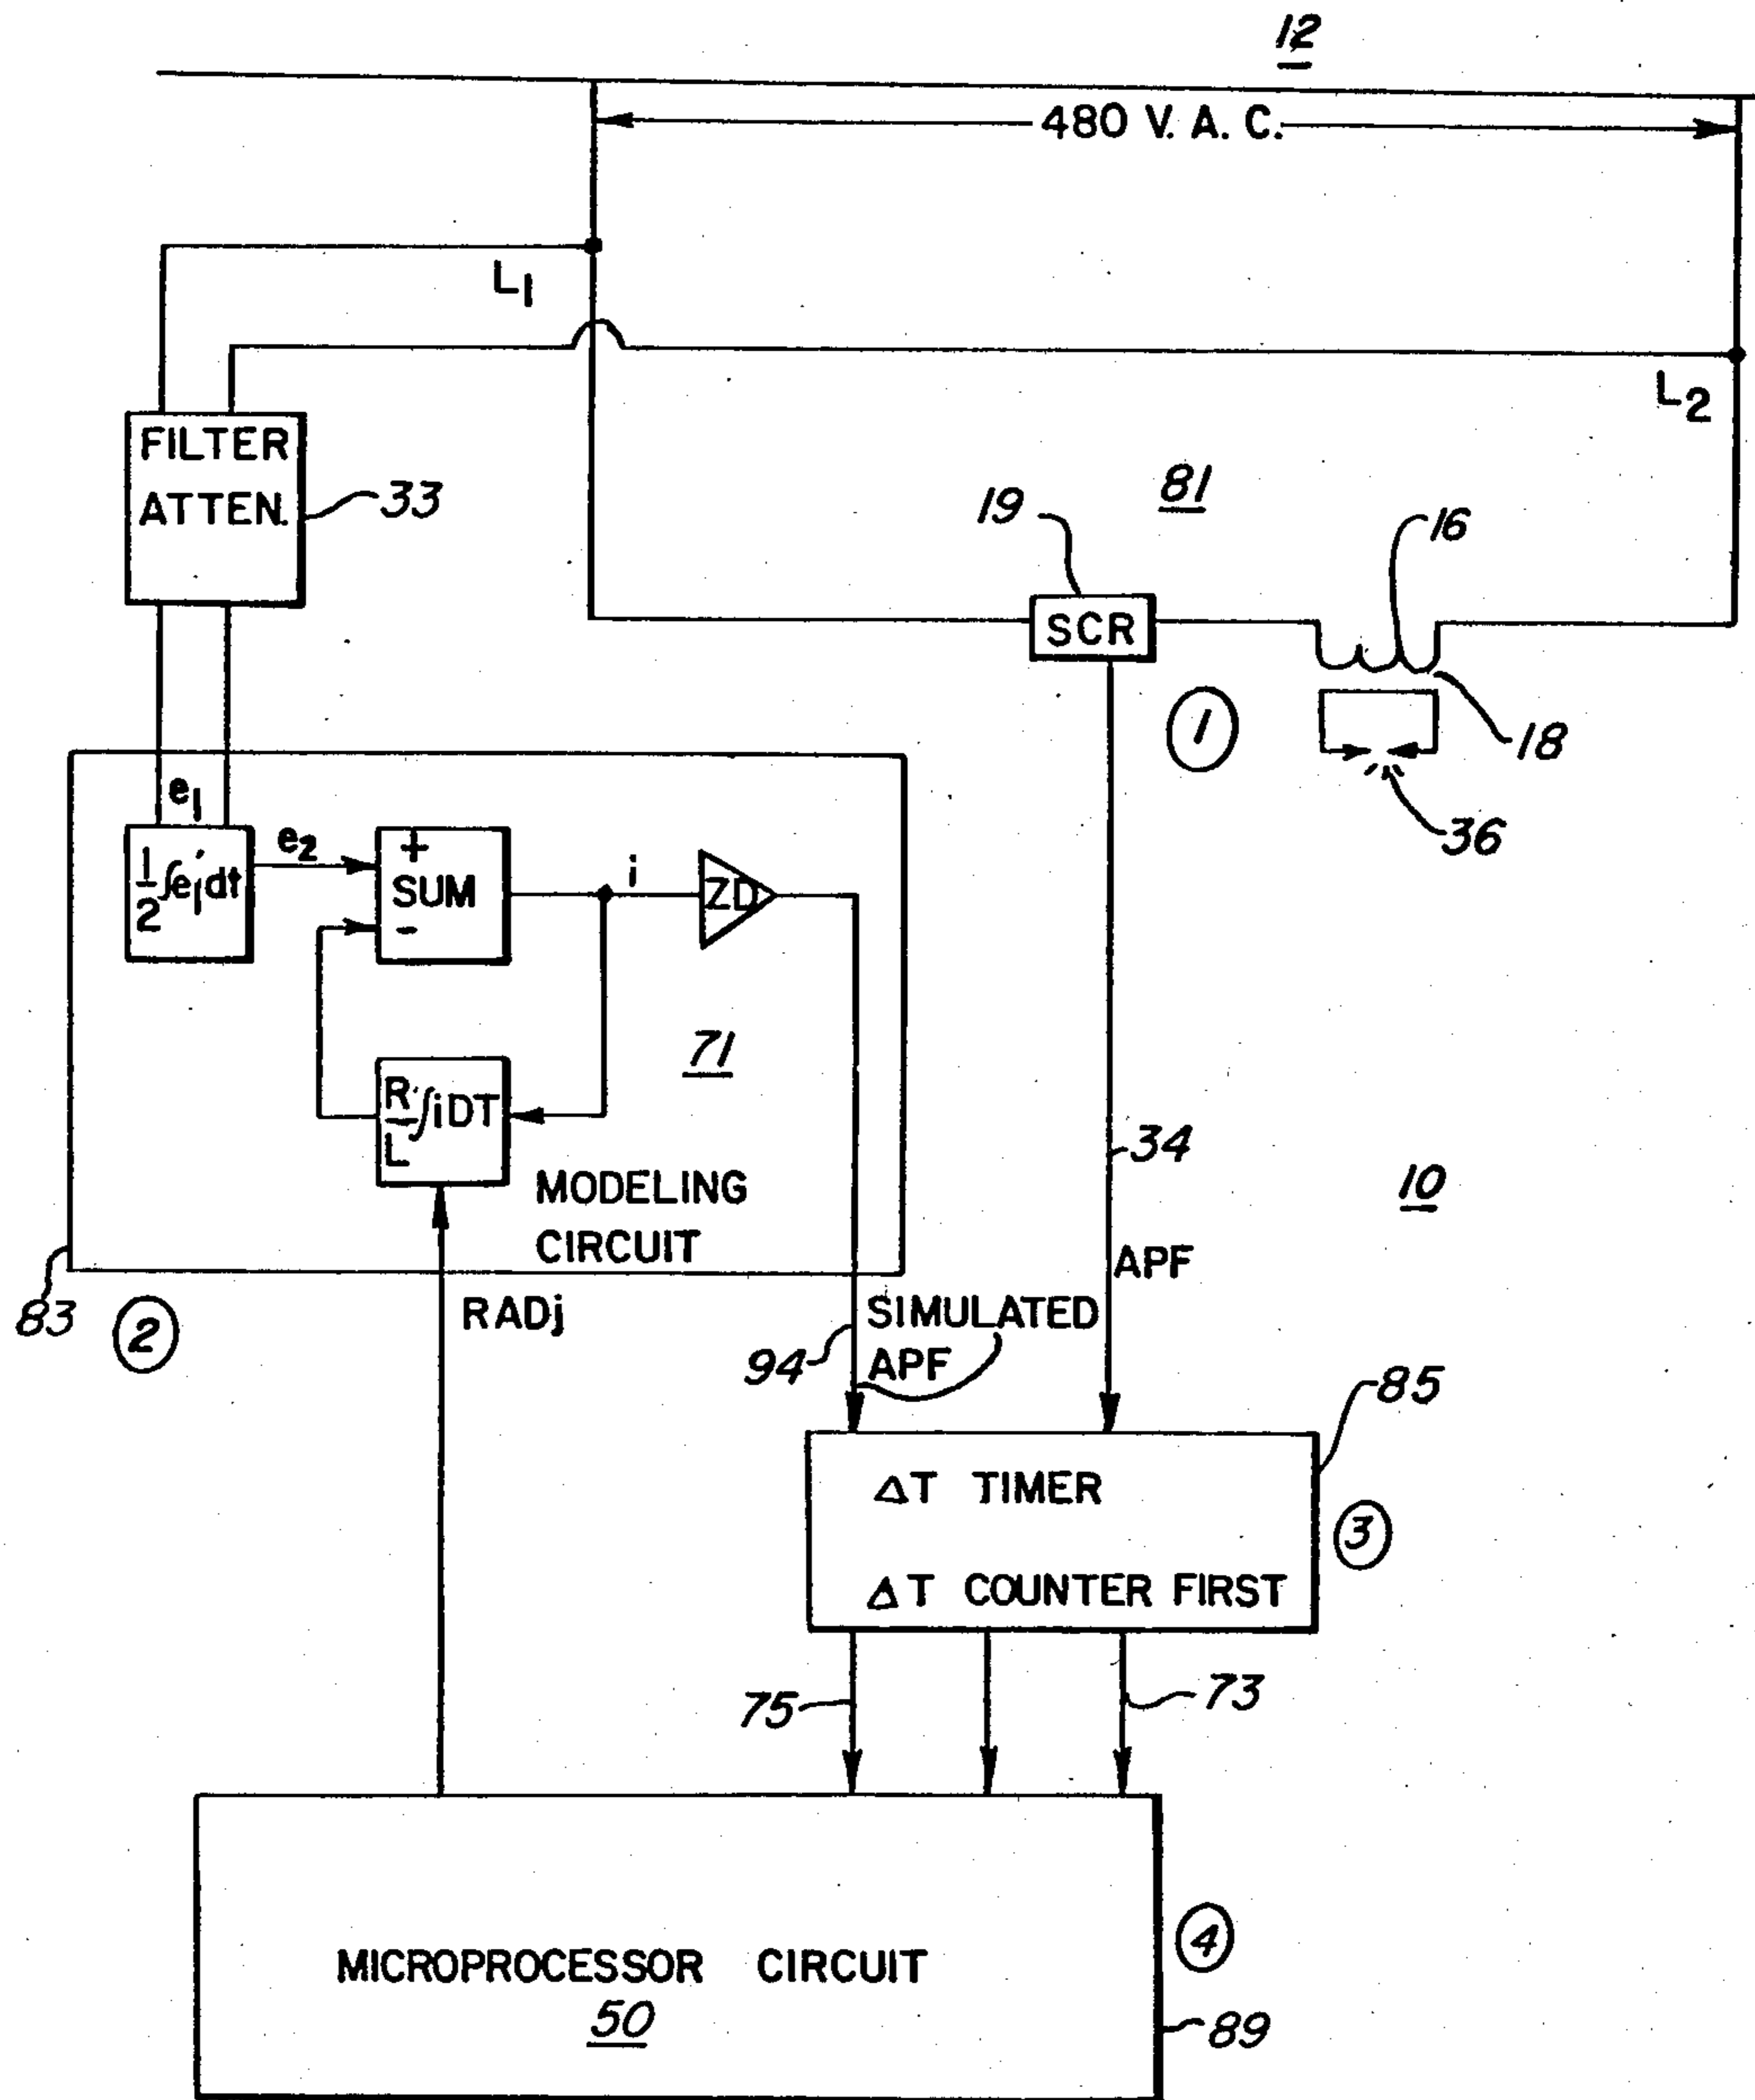 12
480 V. A. C.
L1
L2
FILTER
ATTEN.
33
81
19
16
SCR
1
18
36
e1
1/2 ∫e1'dt
e2
+
SUM
-
i
ZD
71
R/L ∫iDT
MODELING
CIRCUIT
34
10
APF
83
2
RADj
SIMULATED
APF
94
85
ΔT TIMER
3
ΔT COUNTER FIRST
75
73
4
MICROPROCESSOR CIRCUIT
50
89